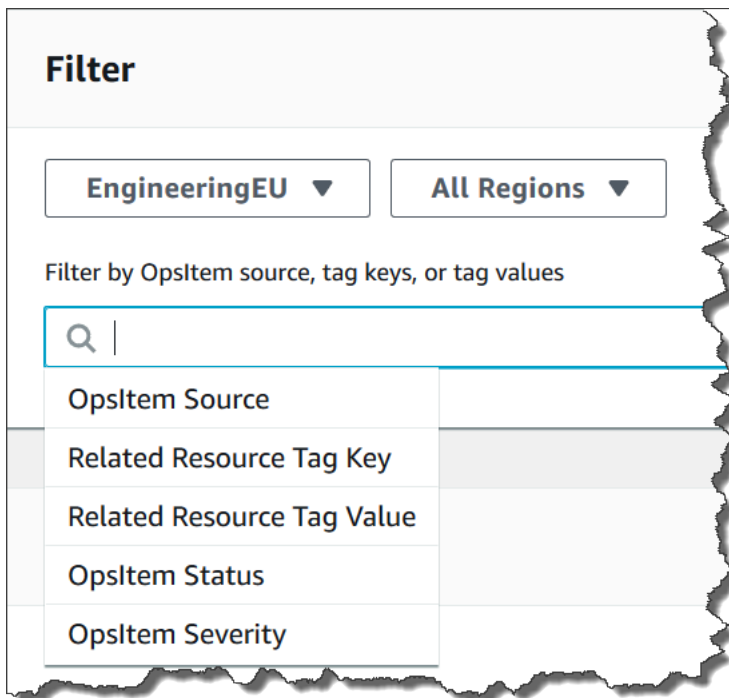 Filter
EngineeringEU All Regions
Filter by OpsItem source, tag keys, or tag values
OpsItem Source
Related Resource Tag Key
Related Resource Tag Value
OpsItem Status
OpsItem Severity